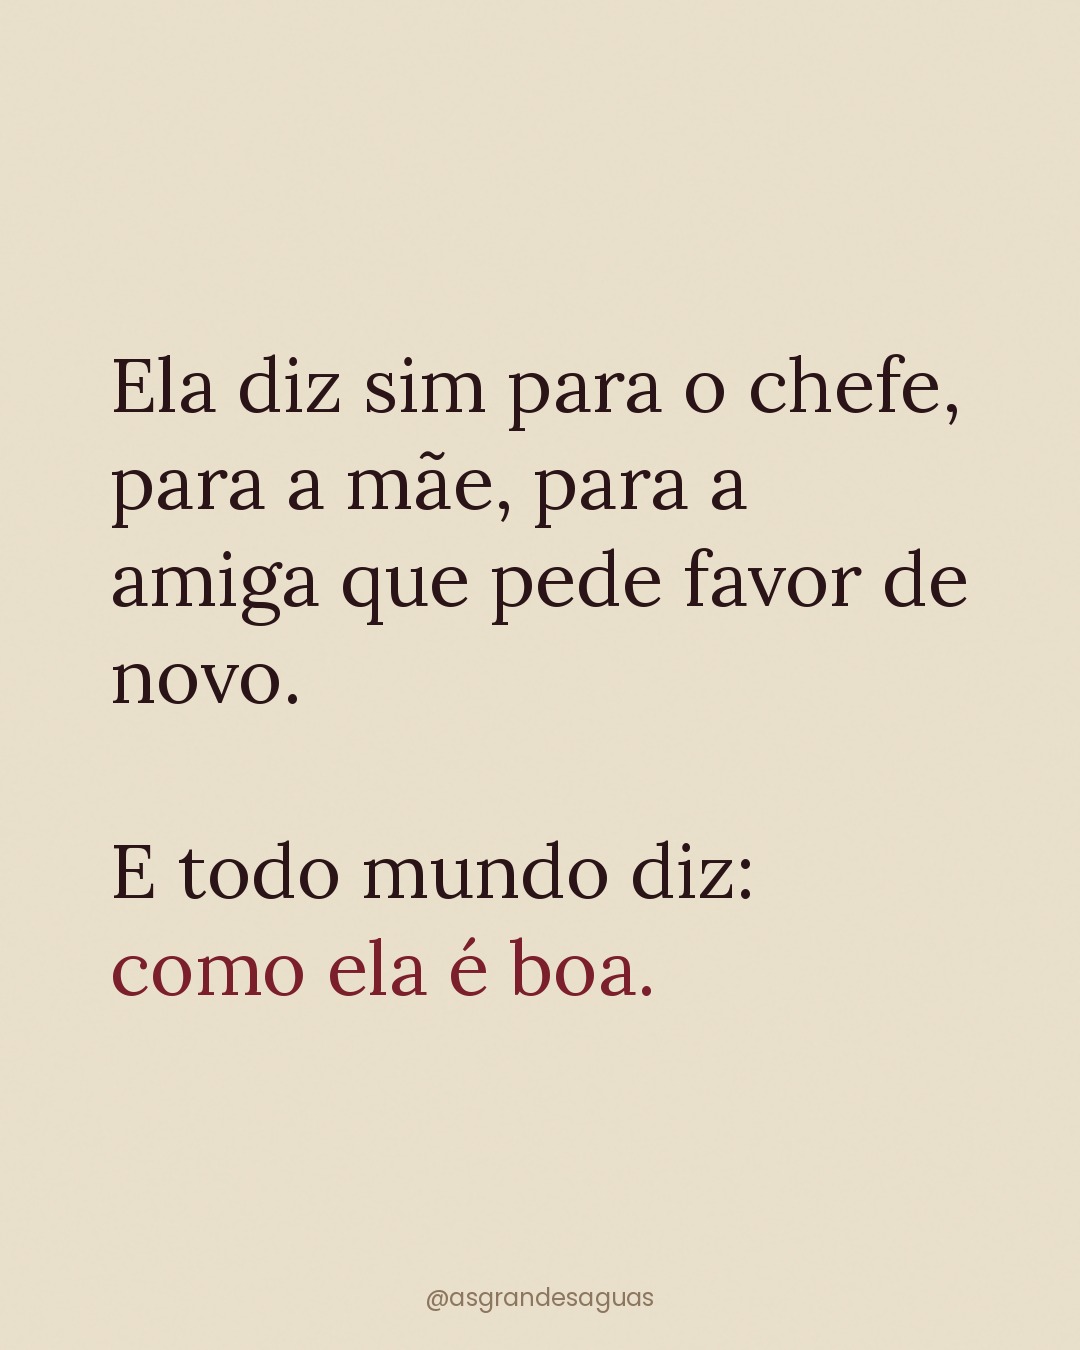 Ela diz sim para o chefe,
para a mãe, para a
amiga que pede favor de
novo.
E todo mundo diz:
como ela é boa.
@asgrandesaguas